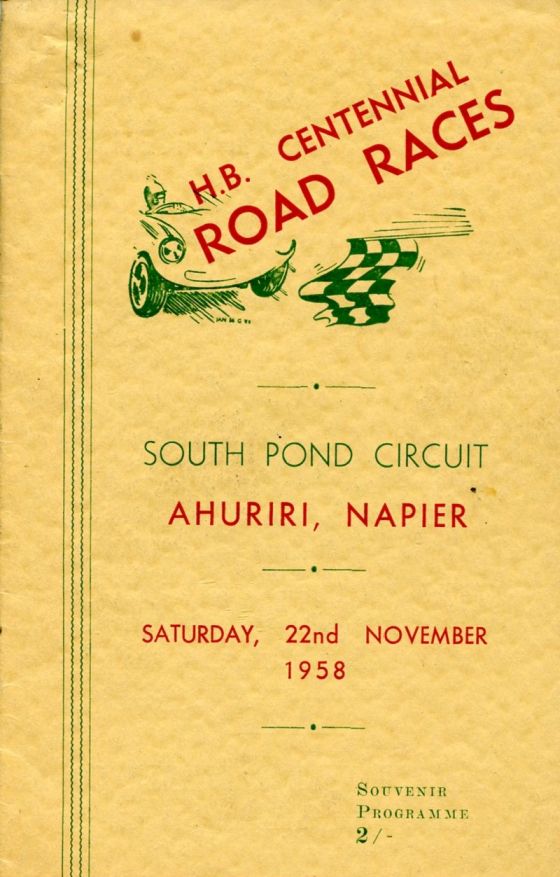 H.B. CENTENNIAL
ROAD RACES
SOUTH POND CIRCUIT
AHURIRI, NAPIER
SATURDAY, 22nd NOVEMBER
1958
SOUVENIR
PROGRAMME
2/-